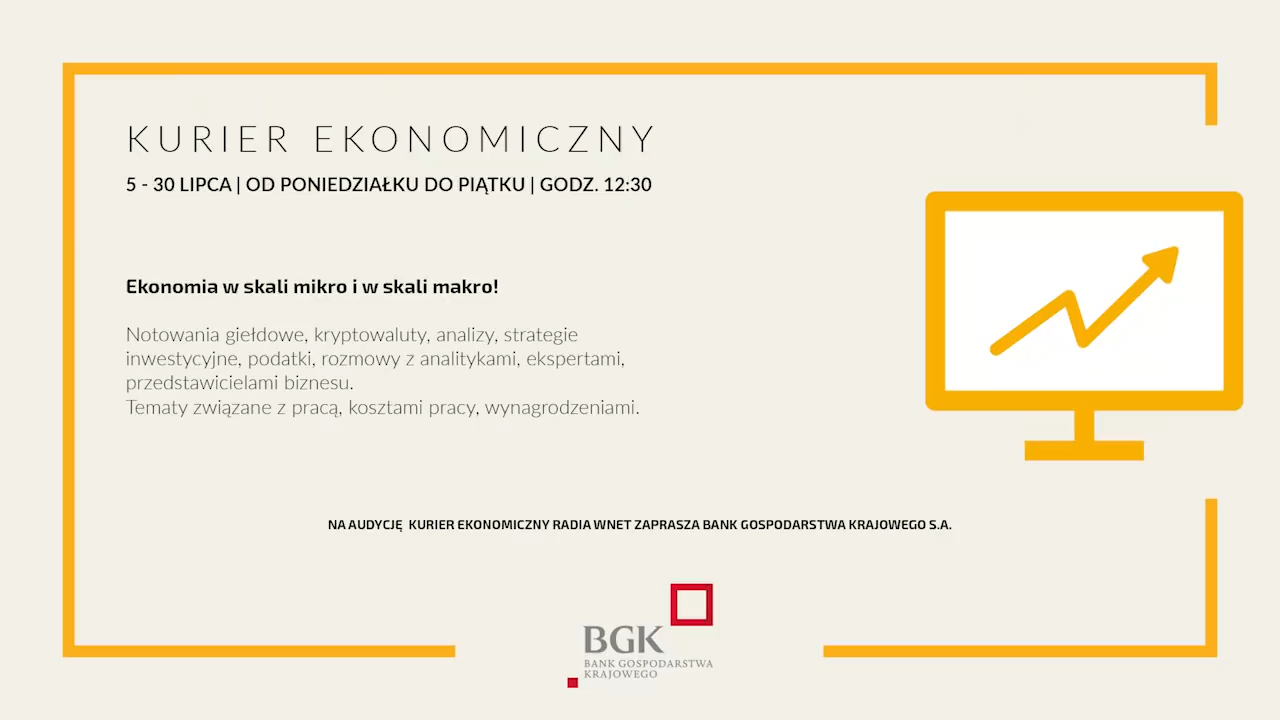 KURIER EKONOMICZNY
5 - 30 LIPCA | OD PONIEDZIAŁKU DO PIĄTKU | GODZ. 12:30
Ekonomia w skali mikro i w skali makro!
Notowania giełdowe, kryptowaluty, analizy, strategie
inwestycyjne, podatki, rozmowy z analitykami, ekspertami,
przedstawicielami biznesu.
Tematy związane z pracą, kosztami pracy, wynagrodzeniami.
NA AUDYCJĘ KURIER EKONOMICZNY RADIA WNET ZAPRASZA BANK GOSPODARSTWA KRAJOWEGO S.A.
BGK
BANK GOSPODARSTWA
KRAJOWEGO